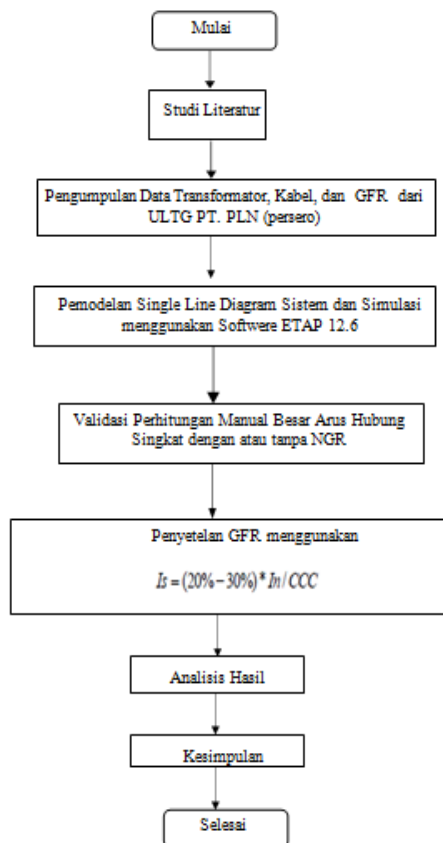 Mulai
Studi Literatur
Pengumpulan Data Transformator, Kabel, dan GFR dari
ULTG PT. PLN (persero)
Pemodelan Single Line Diagram Sistem dan Simulasi
menggunakan Softwere ETAP 12.6
Validasi Perhitungan Manual Besar Arus Hubung
Singkat dengan atau tanpa NGR
Penyetelan GFR menggunakan
Is = (20% – 30%) * In / CCC
Analisis Hasil
Kesimpulan
Selesai